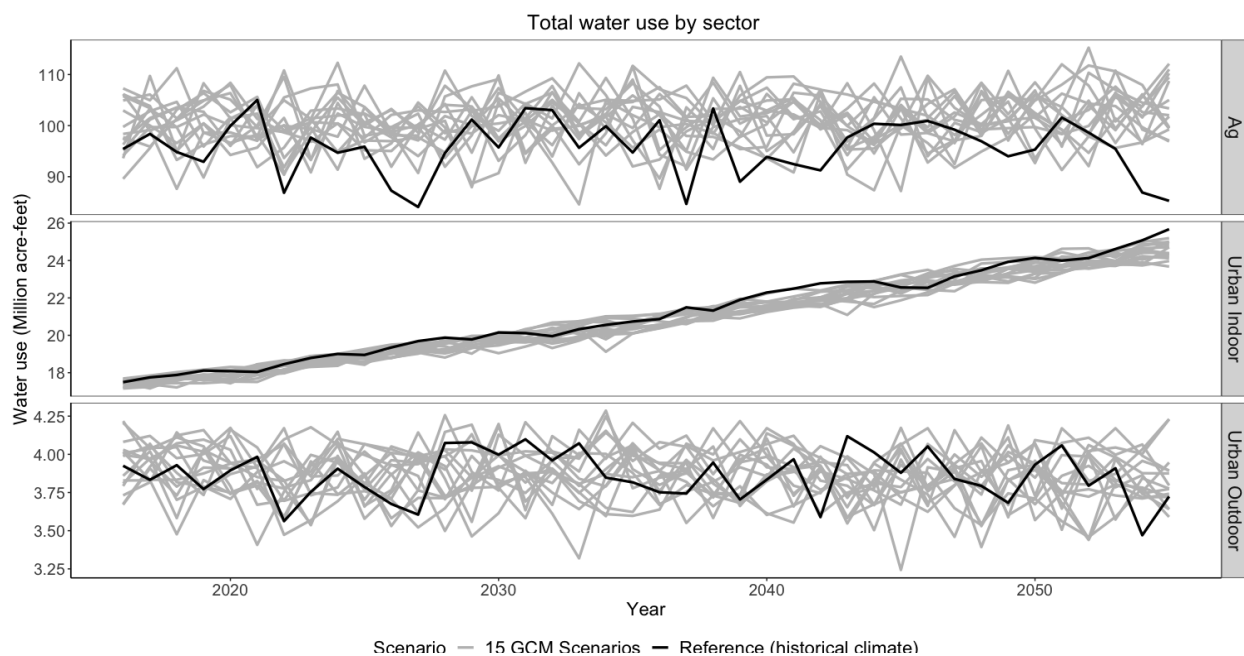 Total water use by sector
Water use (Million acre-feet)
110
100
90
Ag
26
24
22
20
18
Urban Indoor
4.25
4.00
3.75
3.50
3.25
Urban Outdoor
2020 2030 2040 2050
Year
Scenario 15 GCM Scenarios Reference (historical climate)